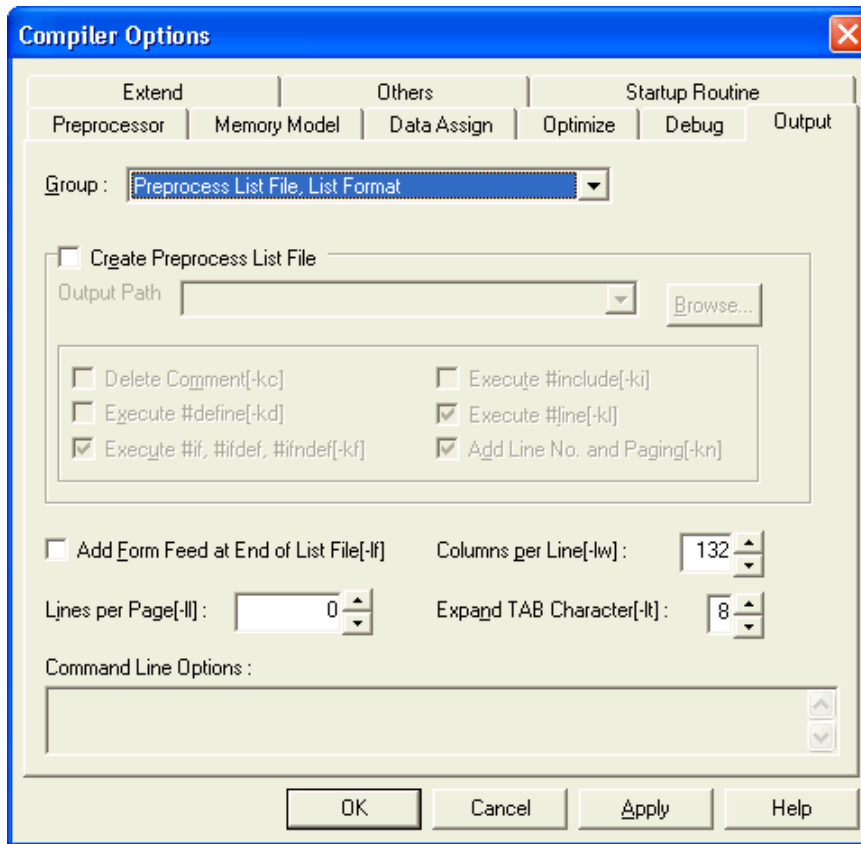 Compiler Options
Extend Others Startup Routine
Preprocessor Memory Model Data Assign Optimize Debug Output
Group : Preprocess List File, List Format
Create Preprocess List File
Output Path Browse...
Delete Comment[-kc] Execute #include[-ki]
Execute #define[-kd] Execute #line[-kl]
Execute #if, #ifdef, #ifndef[-kf] Add Line No. and Paging[-kn]
Add Form Feed at End of List File[-lf] Columns per Line[-lw] : 132
Lines per Page[-ll] : 0 Expand TAB Character[-lt] : 8
Command Line Options :
OK Cancel Apply Help